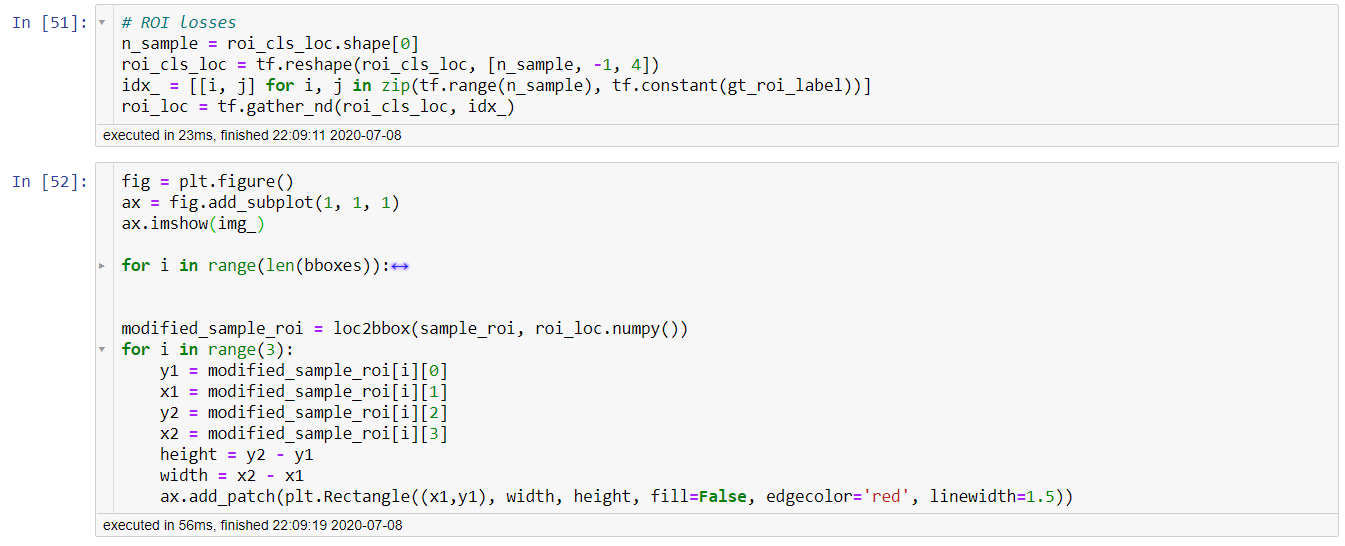 In [51]:
# ROI losses
n_sample = roi_cls_loc.shape[0]
roi_cls_loc = tf.reshape(roi_cls_loc, [n_sample, -1, 4])
idx_ = [[i, j] for i, j in zip(tf.range(n_sample), tf.constant(gt_roi_label))]
roi_loc = tf.gather_nd(roi_cls_loc, idx_)
executed in 23ms, finished 22:09:11 2020-07-08
In [52]:
fig = plt.figure()
ax = fig.add_subplot(1, 1, 1)
ax.imshow(img_)
for i in range(len(bboxes)):↔
modified_sample_roi = loc2bbox(sample_roi, roi_loc.numpy())
for i in range(3):
    y1 = modified_sample_roi[i][0]
    x1 = modified_sample_roi[i][1]
    y2 = modified_sample_roi[i][2]
    x2 = modified_sample_roi[i][3]
    height = y2 - y1
    width = x2 - x1
    ax.add_patch(plt.Rectangle((x1,y1), width, height, fill=False, edgecolor='red', linewidth=1.5))
executed in 56ms, finished 22:09:19 2020-07-08